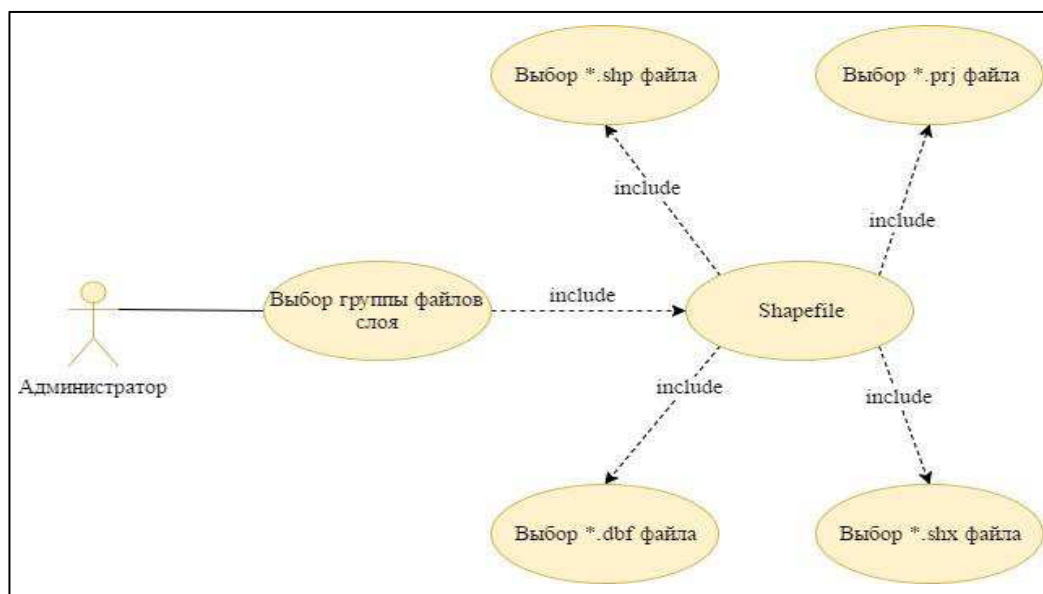 Выбор *.shp файла
Выбор *.prj файла
include
include
Выбор группы файлов
слоя
include
Shapefile
Администратор
include
include
Выбор *.dbf файла
Выбор *.shx файла